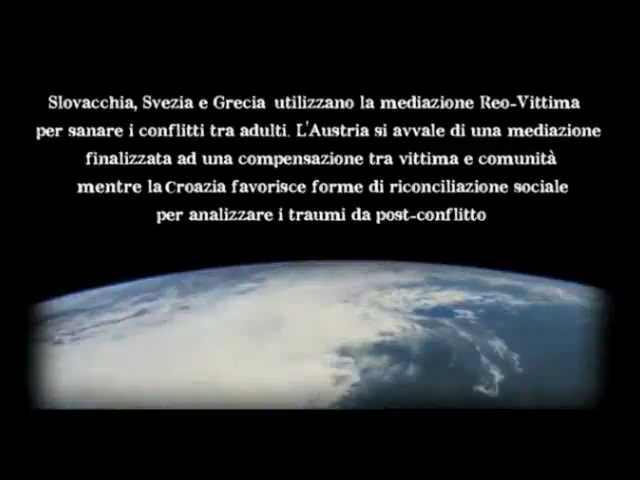 Slovacchia, Svezia e Grecia utilizzano la mediazione Reo-Vittima
per sanare i conflitti tra adulti. L'Austria si avvale di una mediazione
finalizzata ad una compensazione tra vittima e comunità
mentre la Croazia favorisce forme di riconciliazione sociale
per analizzare i traumi da post-conflitto